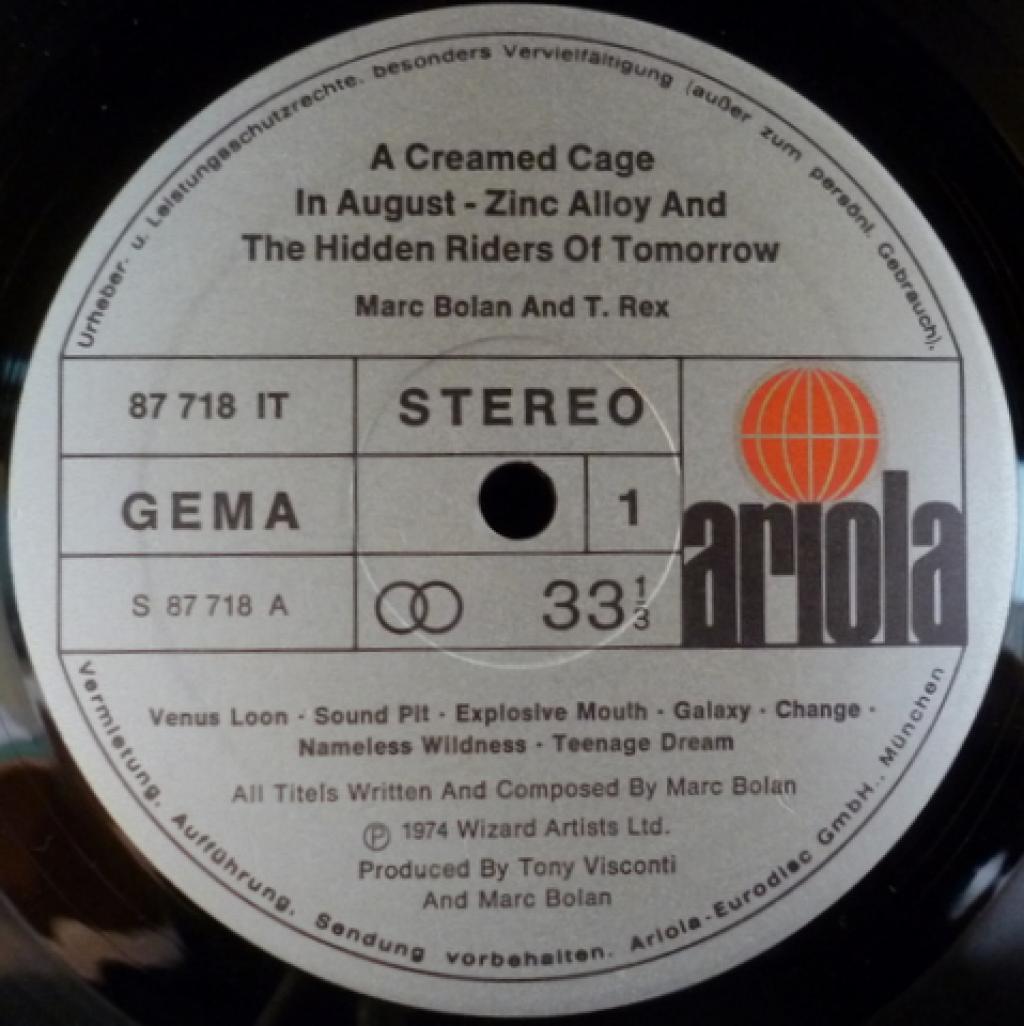 Urheber- u. Leistungsschutzrechte, besonders Vervielfältigung (außer zum persönl. Gebrauch),
A Creamed Cage
In August - Zinc Alloy And
The Hidden Riders Of Tomorrow
Marc Bolan And T. Rex
87 718 IT
STEREO
GEMA
1
ariola
S 87 718 A
33 1/3
Venus Loon · Sound Pit · Explosive Mouth · Galaxy · Change ·
Nameless Wildness · Teenage Dream
All Titels Written And Composed By Marc Bolan
Ⓟ 1974 Wizard Artists Ltd.
Produced By Tony Visconti
And Marc Bolan
Vermietung, Aufführung, Sendung vorbehalten. Ariola-Eurodisc GmbH., München